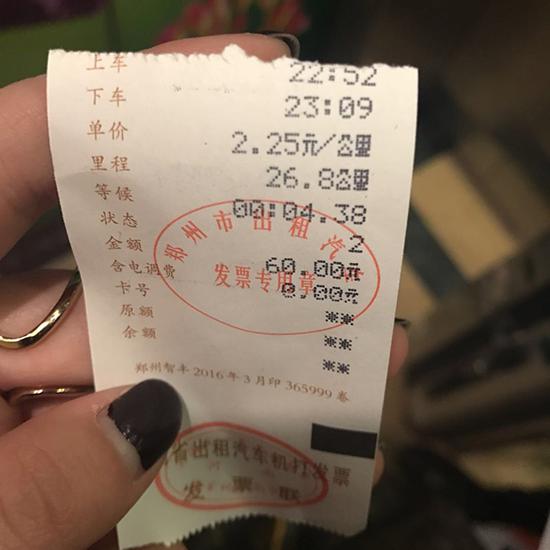 上车 22:52
下车 23:09
单价 2.25元/公里
里程 26.8公里
等候 00:04:38
状态 2
金额 60.00元
含电调费 0.00元
卡号 **
原额 **
余额 **
郑州市出租汽
发票专用章
郑州智丰2016年3月印365999卷
省出租汽车机打发票
发票联